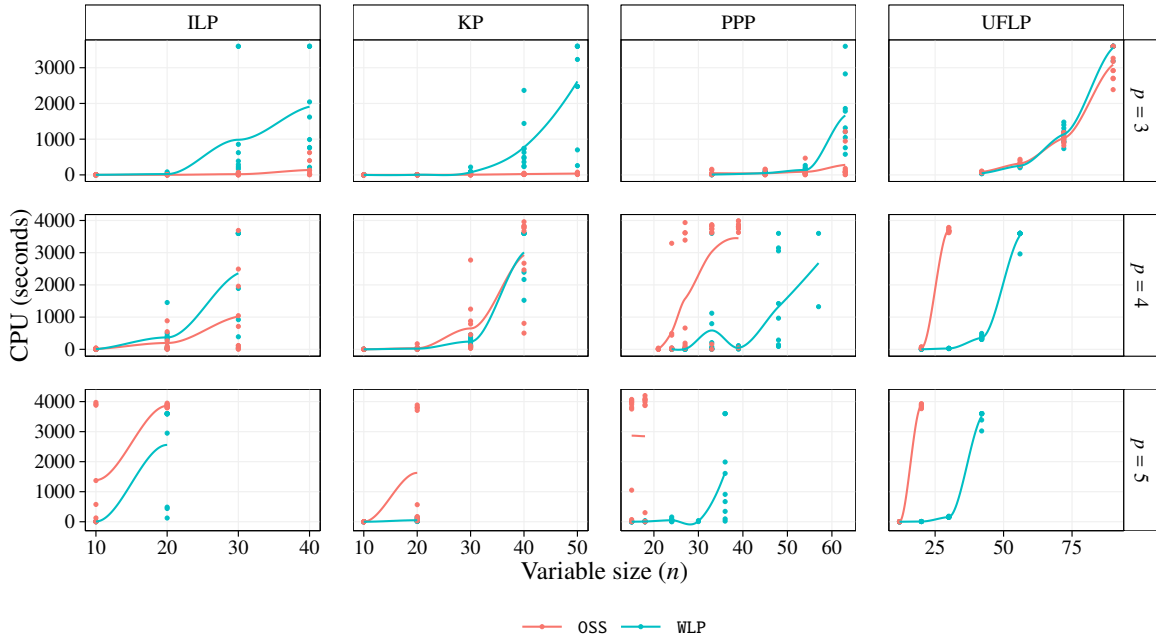 ILP KP PPP UFLP
3000
2000
1000
0
p = 3
4000
3000
2000
1000
0
p = 4
4000
3000
2000
1000
0
p = 5
CPU (seconds)
10 20 30 40 10 20 30 40 50 20 30 40 50 60 25 50 75
Variable size (n)
OSS WLP